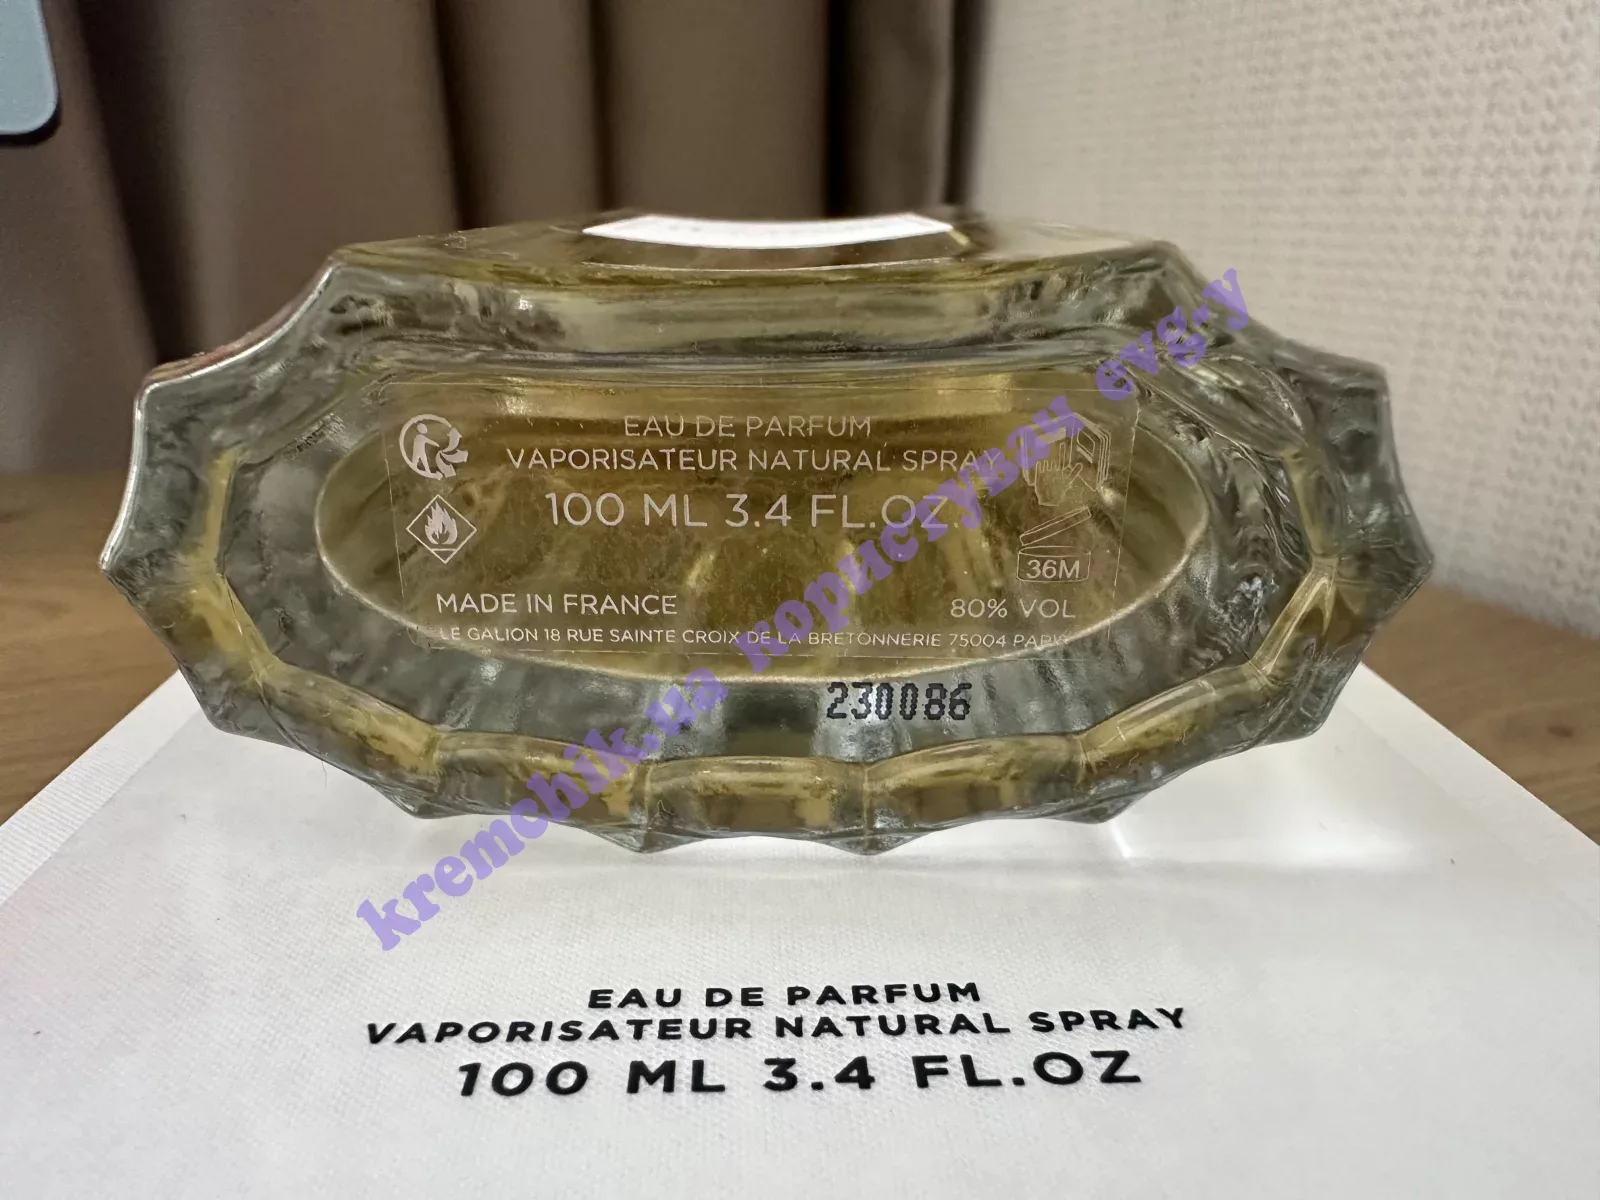 EAU DE PARFUM
VAPORISATEUR NATURAL SPRAY
100 ML 3.4 FL.OZ.
36M
MADE IN FRANCE
80% VOL
LE GALION 18 RUE SAINTE CROIX DE LA BRETONNERIE 75004 PARIS
230086
kremchik.ua користувач evg.y
EAU DE PARFUM
VAPORISATEUR NATURAL SPRAY
100 ML 3.4 FL.OZ